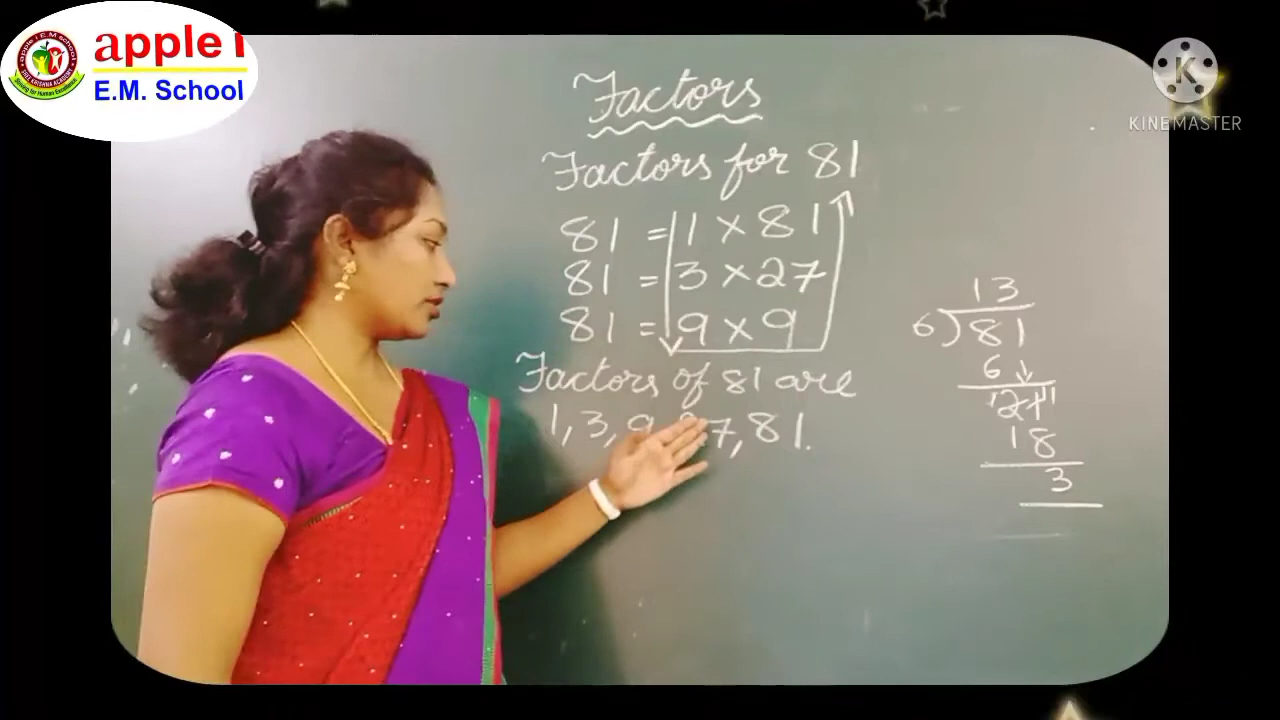 apple i
E.M. School
KINEMASTER
Factors
Factors for 81
81 = 1 × 81
81 = 3 × 27
81 = 9 × 9
Factors of 81 are
1, 3, 9, 27, 81.
13
6) 81
6
21
18
3